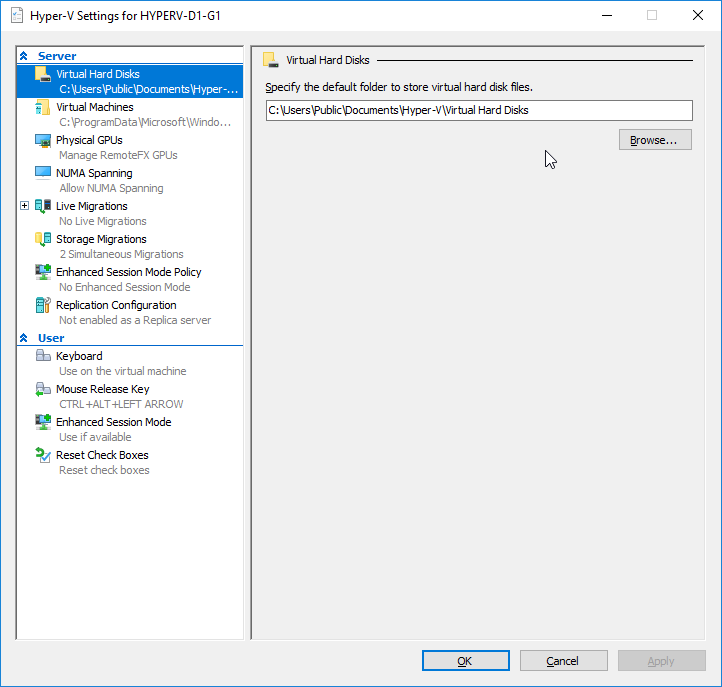 Hyper-V Settings for HYPERV-D1-G1
Server
Virtual Hard Disks
C:\Users\Public\Documents\Hyper-...
Virtual Machines
C:\ProgramData\Microsoft\Windo...
Physical GPUs
Manage RemoteFX GPUs
NUMA Spanning
Allow NUMA Spanning
Live Migrations
No Live Migrations
Storage Migrations
2 Simultaneous Migrations
Enhanced Session Mode Policy
No Enhanced Session Mode
Replication Configuration
Not enabled as a Replica server
User
Keyboard
Use on the virtual machine
Mouse Release Key
CTRL+ALT+LEFT ARROW
Enhanced Session Mode
Use if available
Reset Check Boxes
Reset check boxes
Virtual Hard Disks
Specify the default folder to store virtual hard disk files.
C:\Users\Public\Documents\Hyper-V\Virtual Hard Disks
Browse...
OK
Cancel
Apply